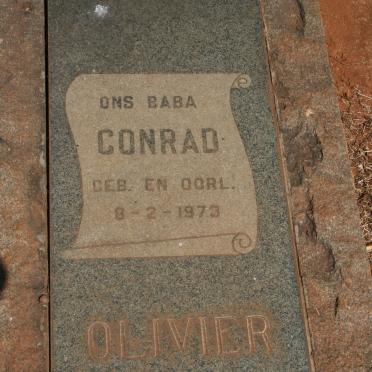 ONS BABA
CONRAD
GEB. EN OORL.
8-2-1973
OLIVIER